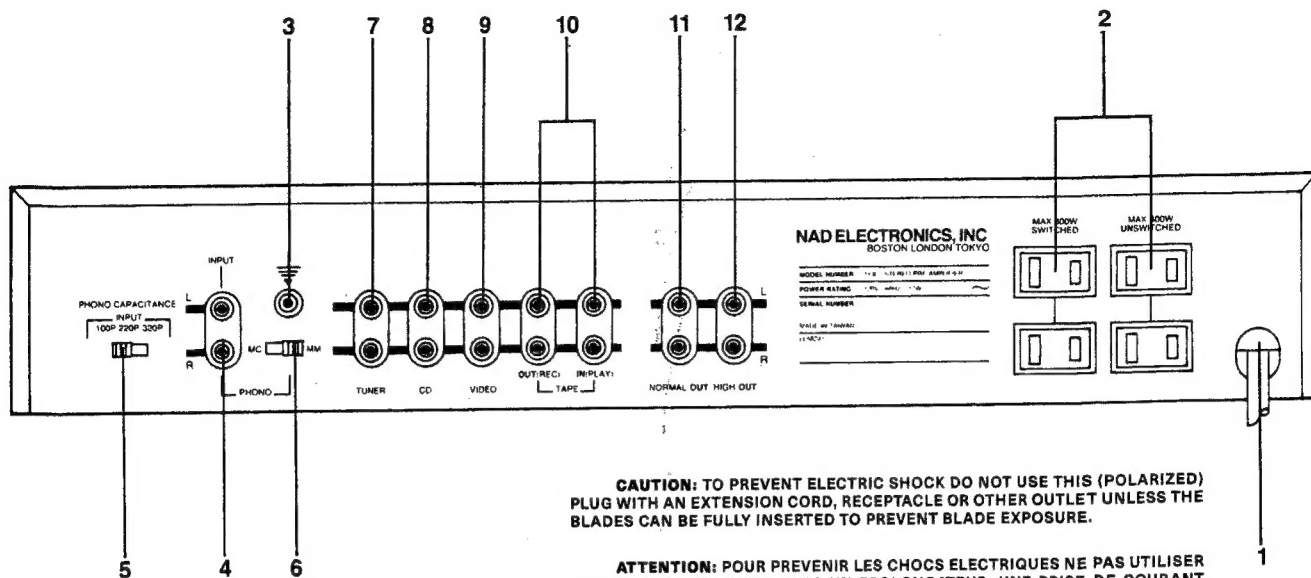 3 7 8 9 10 11 12 2
MAX 400W SWITCHED
MAX 400W UNSWITCHED
NAD ELECTRONICS, INC
BOSTON LONDON TOKYO
MODEL NUMBER
POWER RATING
SERIAL NUMBER
INPUT
L
L
PHONO CAPACITANCE
INPUT
100P 220P 320P
MC
MM
R
R
PHONO
TUNER
CD
VIDEO
OUT(REC)
IN(PLAY)
TAPE
NORMAL OUT
HIGH OUT
CAUTION: TO PREVENT ELECTRIC SHOCK DO NOT USE THIS (POLARIZED)
PLUG WITH AN EXTENSION CORD, RECEPTACLE OR OTHER OUTLET UNLESS THE
BLADES CAN BE FULLY INSERTED TO PREVENT BLADE EXPOSURE.
ATTENTION: POUR PREVENIR LES CHOCS ELECTRIQUES NE PAS UTILISER
5 4 6 1